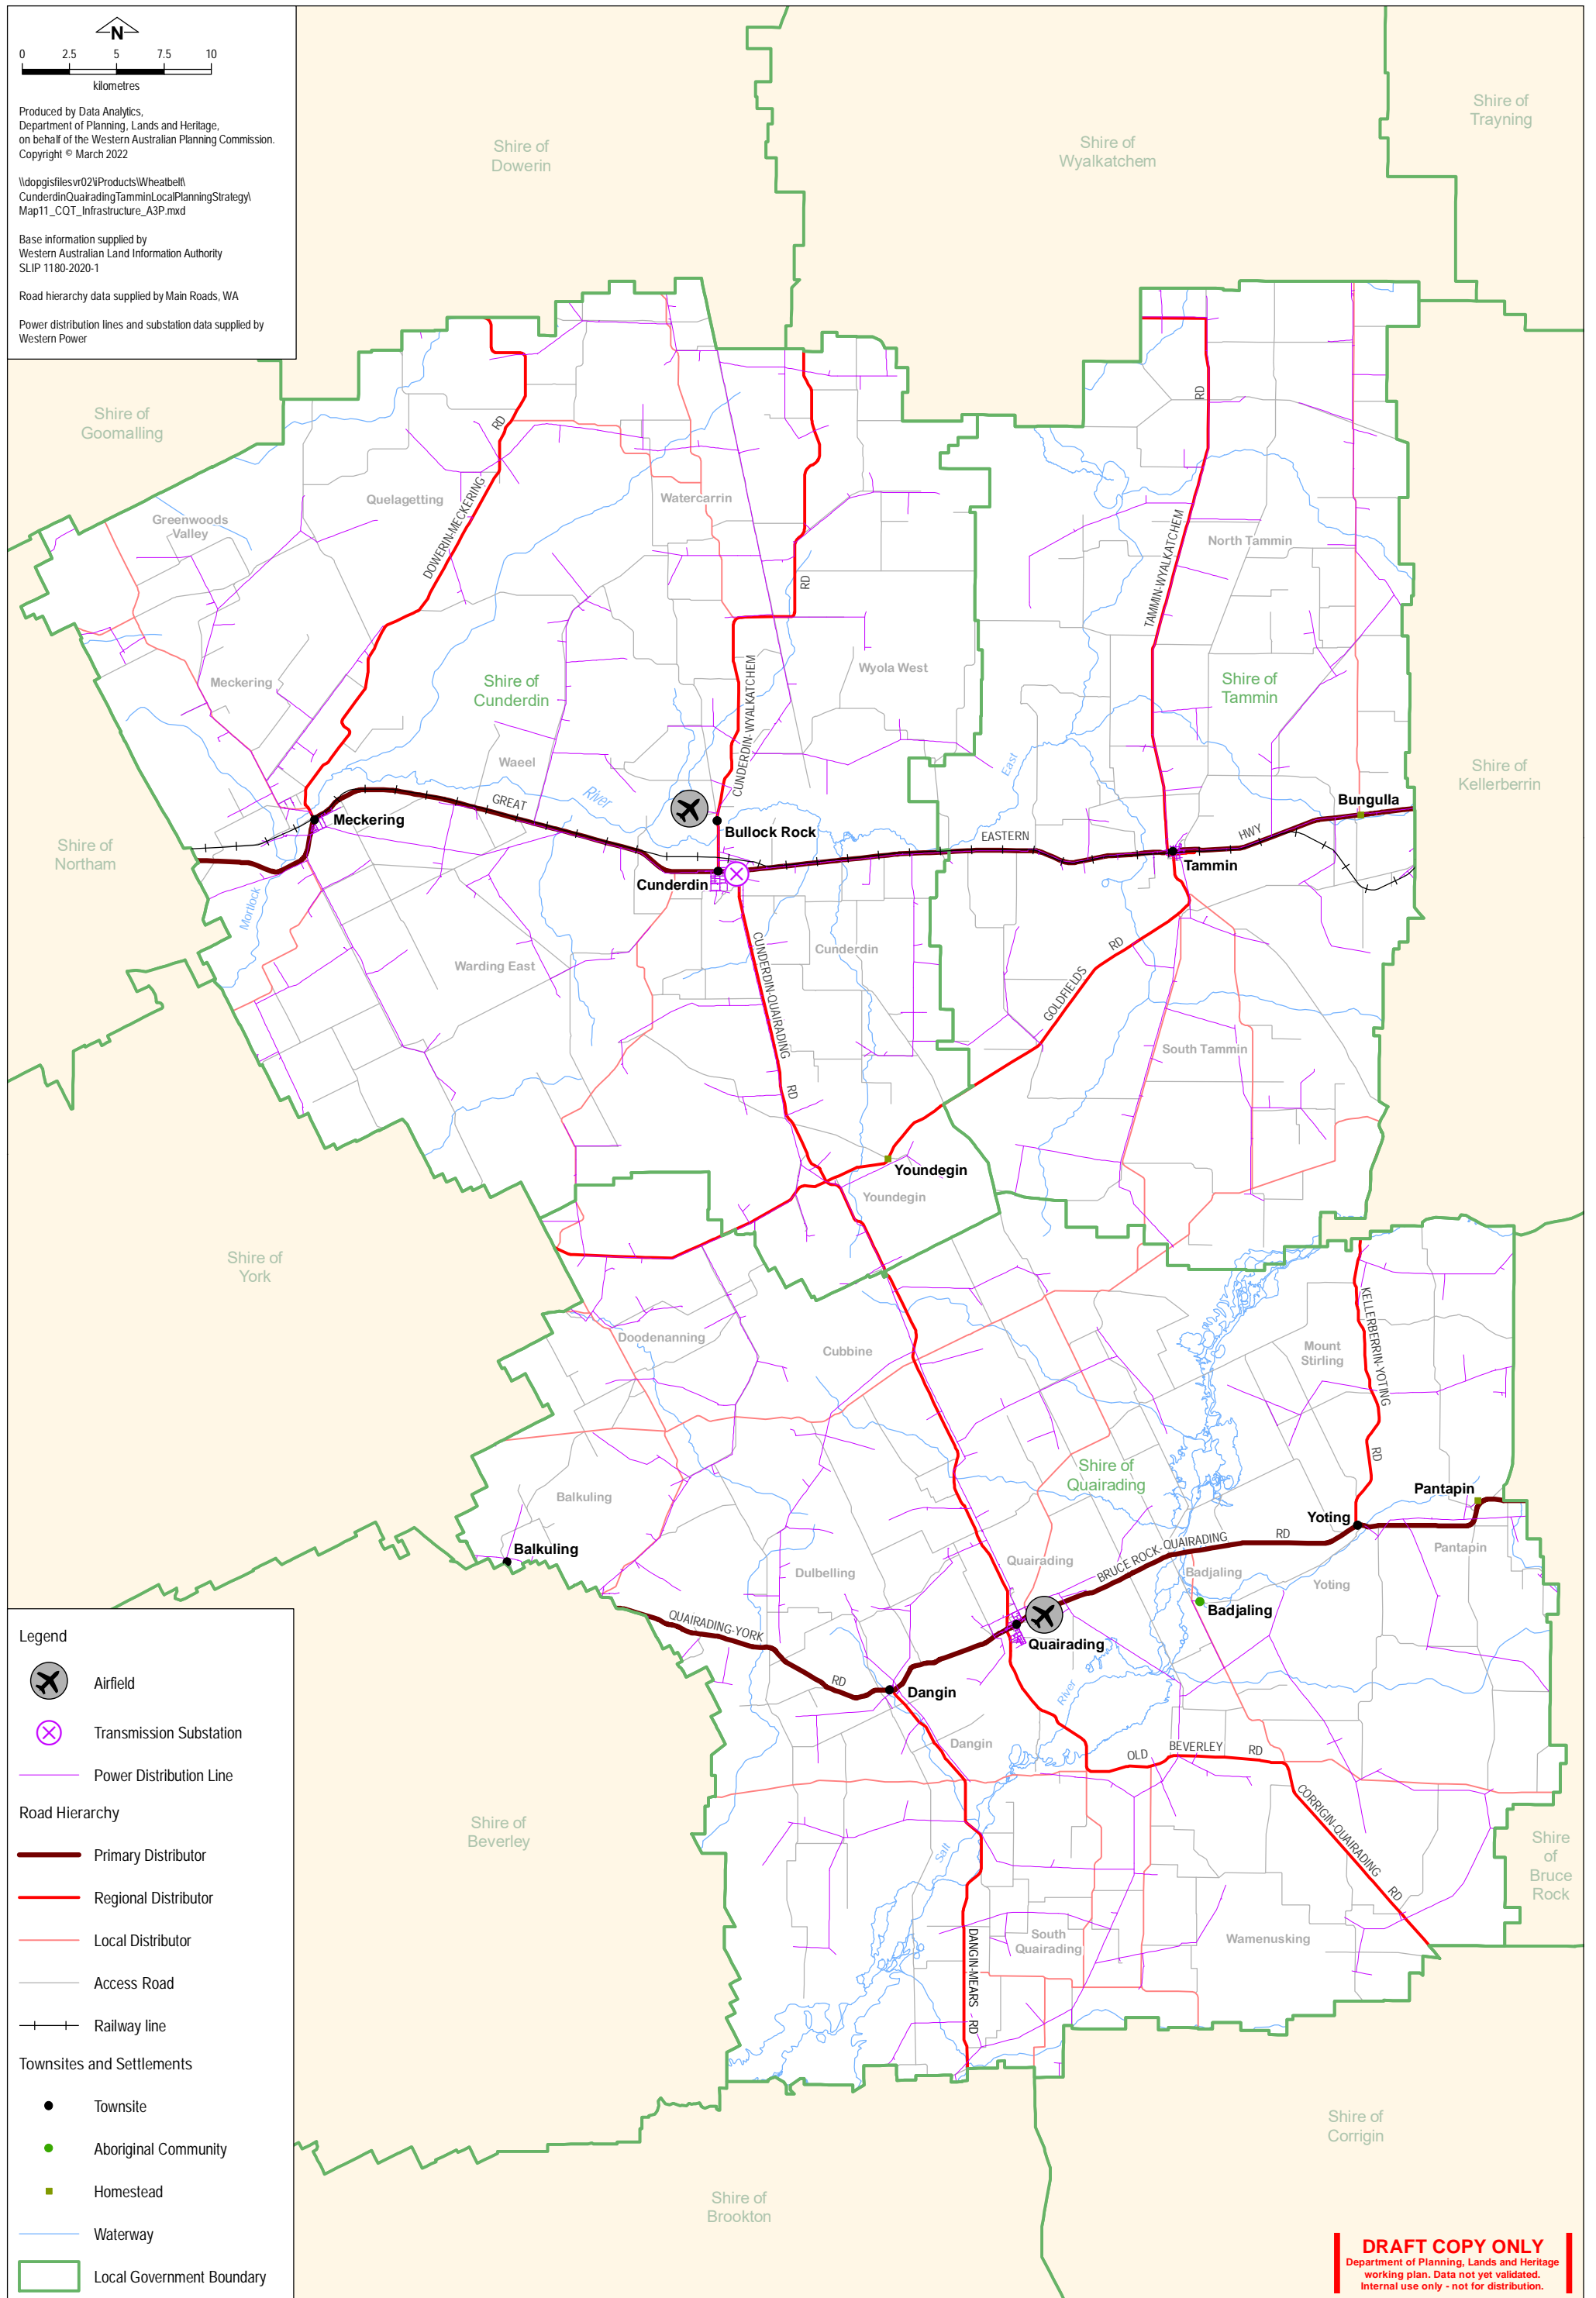 N
0 2.5 5 7.5 10
kilometres
Produced by Data Analytics,
Department of Planning, Lands and Heritage,
on behalf of the Western Australian Planning Commission.
Copyright © March 2022
\\dopgisfilesvr02\iProducts\Wheatbelt\
CunderdinQuairadingTamminLocalPlanningStrategy\
Map11_CQT_Infrastructure_A3P.mxd
Base information supplied by
Western Australian Land Information Authority
SLIP 1180-2020-1
Road hierarchy data supplied by Main Roads, WA
Power distribution lines and substation data supplied by
Western Power
Shire of
Dowerin
Shire of
Wyalkatchem
Shire of
Trayning
Shire of
Goomalling
Greenwoods
Valley
Quelagetting
Watercarrin
RD
DOWERIN-MECKERING
RD
RD
TAMMIN-WYALKATCHEM
North Tammin
Meckering
Shire of
Cunderdin
CUNDERDIN-WYALKATCHEM
Wyola West
Shire of
Tammin
Waeel
East
Shire of
Kellerberrin
GREAT
River
Meckering
Bullock Rock
Bungulla
Shire of
Northam
EASTERN
HWY
Cunderdin
Tammin
Mortlock
Warding East
CUNDERDIN-QUAIRADING
RD
Cunderdin
GOLDFIELDS
RD
South Tammin
Youndegin
Youndegin
Shire of
York
Doodenanning
Cubbine
Mount
Stirling
KELLERBERRIN-YOTING
RD
Shire of
Quairading
Balkuling
Balkuling
Pantapin
Yoting
Pantapin
Dulbelling
Quairading
BRUCE ROCK-QUAIRADING
RD
Badjaling
Yoting
Badjaling
QUAIRADING-YORK
RD
Quairading
Dangin
River
Dangin
OLD
BEVERLEY
RD
CORRIGIN-QUAIRADING
RD
Shire of
Beverley
Salt
Shire
of
Bruce
Rock
South
Quairading
Wamenusking
DANGIN-MEARS
RD
Shire of
Corrigin
Shire of
Brookton
Legend
Airfield
Transmission Substation
Power Distribution Line
Road Hierarchy
Primary Distributor
Regional Distributor
Local Distributor
Access Road
Railway line
Townsites and Settlements
Townsite
Aboriginal Community
Homestead
Waterway
Local Government Boundary
DRAFT COPY ONLY
Department of Planning, Lands and Heritage
working plan. Data not yet validated.
Internal use only - not for distribution.